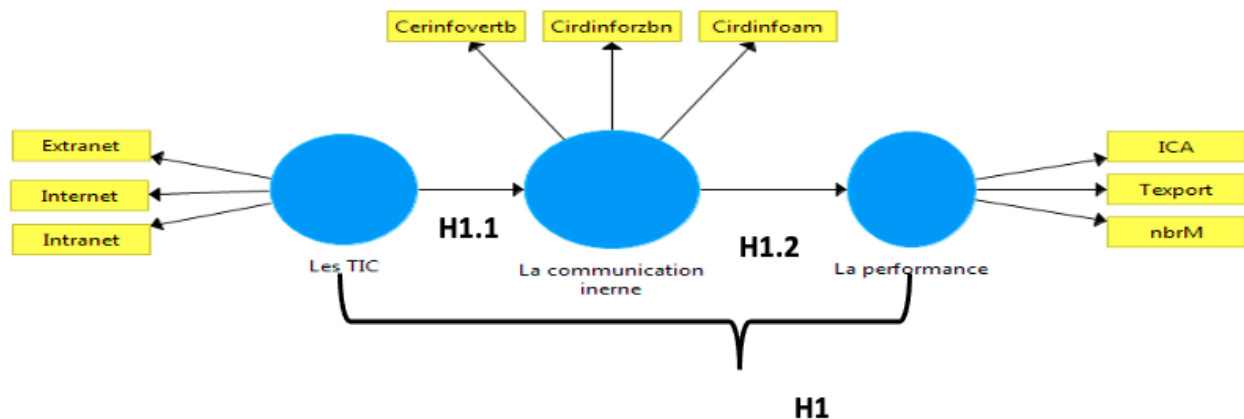 Cerinfovertb
Cirdinforzbn
Cirdinfoam
Extranet
Internet
Intranet
ICA
Texport
nbrM
H1.1
H1.2
Les TIC
La communication
inerne
La performance
H1